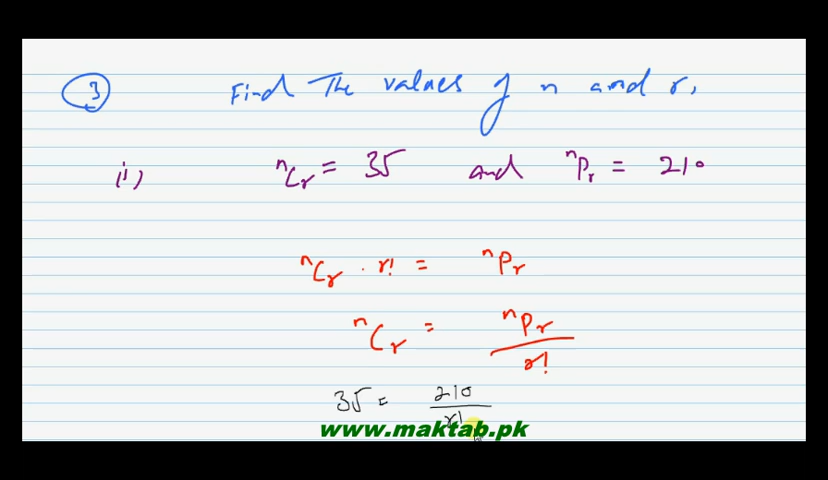 3 Find The values of n and r,
i) ⁿCᵣ = 35 and ⁿPᵣ = 210
ⁿCᵣ . r! = ⁿPᵣ
ⁿCᵣ = ⁿPᵣ / r!
35 = 210 / r!
www.maktab.pk